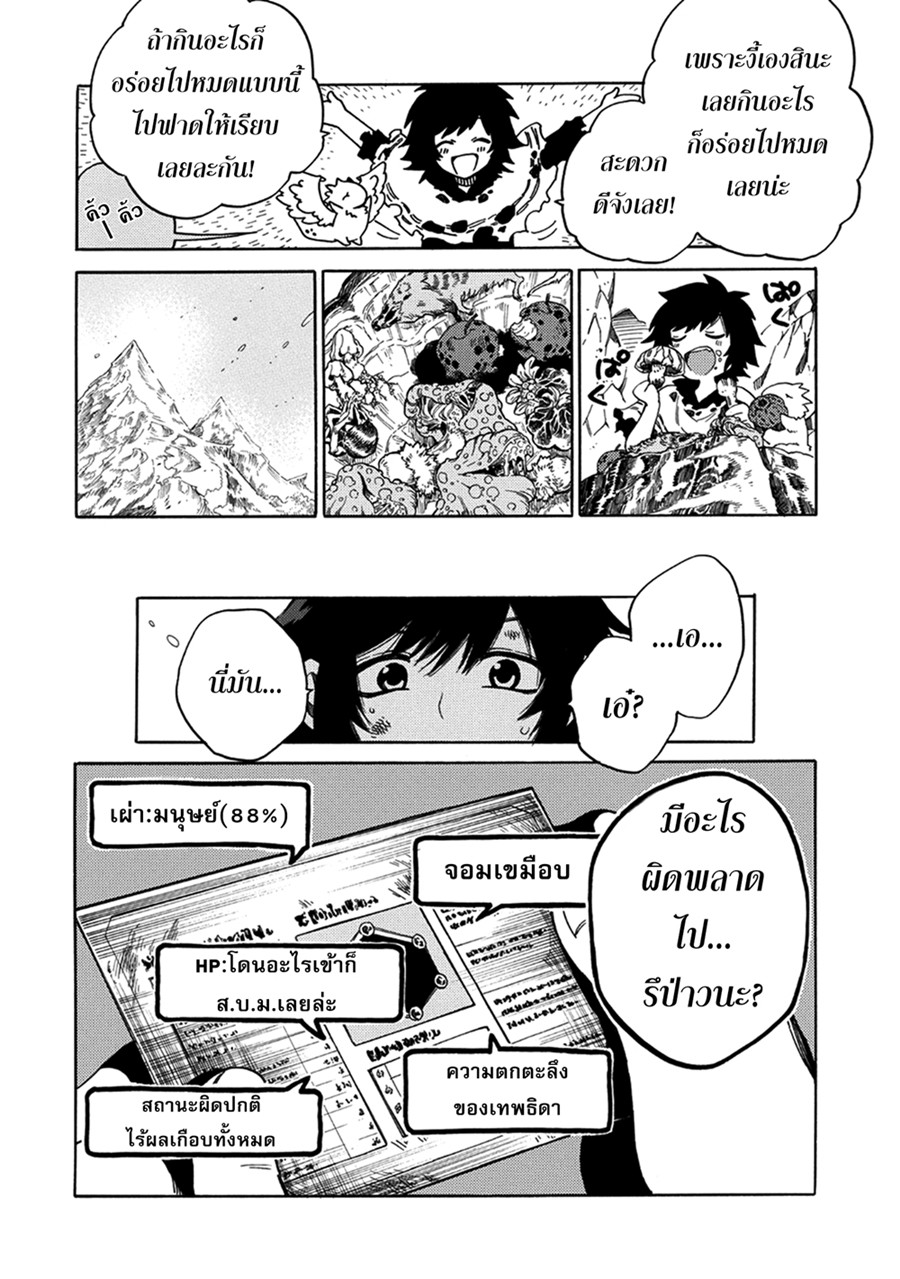 เพราะงี้เองสินะ
เลยกินอะไร
ก็อร่อยไปหมด
เลยน่ะ
สะดวก
ดีจังเลย!
ถ้ากินอะไรก็
อร่อยไปหมดแบบนี้
ไปฟาดให้เรียบ
เลยละกัน!
คิ้ว
คิ้ว
...เอ...
เอ๋?
นี่มัน...
มีอะไร
ผิดพลาด
ไป...
รึป่าวนะ?
เผ่า:มนุษย์(88%)
จอมเขมือบ
HP:โดนอะไรเข้าก็
ส.บ.ม.เลยล่ะ
ความตกตะลึง
ของเทพธิดา
สถานะผิดปกติ
ไร้ผลเกือบทั้งหมด